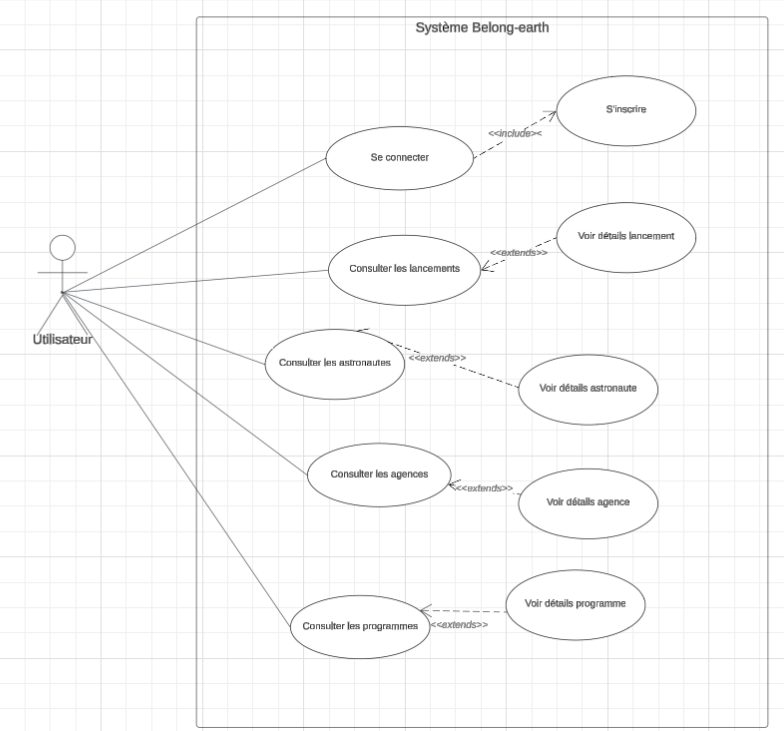 Système Belong-earth
S'inscrire
<<include><
Se connecter
Voir détails lancement
<<extends>>
Consulter les lancements
Utilisateur
<<extends>>
Consulter les astronautes
Voir détails astronaute
Consulter les agences
<<extends>>
Voir détails agence
Voir détails programme
Consulter les programmes
<<extends>>